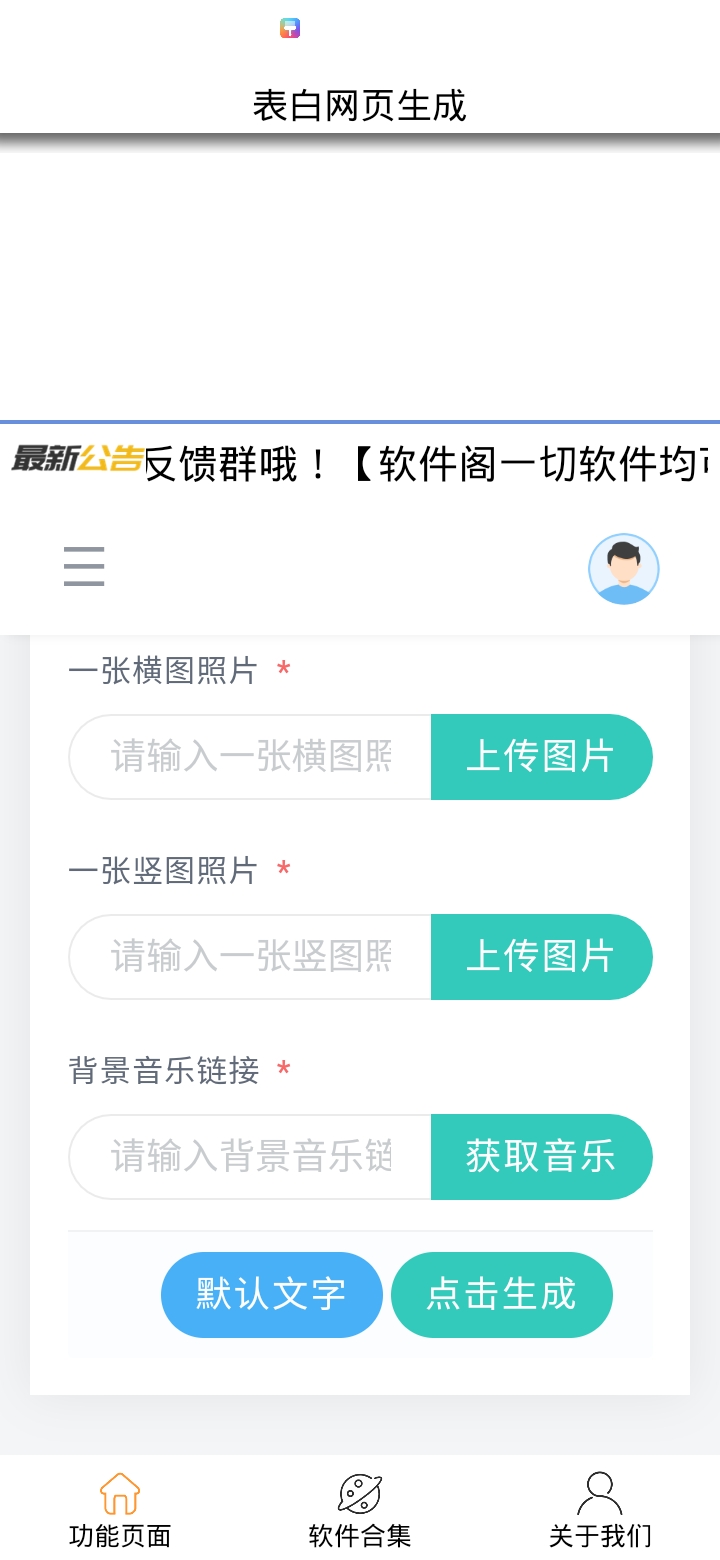 表白网页生成
最新公告 反馈群哦！【软件阁一切软件均
一张横图照片 *
请输入一张横图照 上传图片
一张竖图照片 *
请输入一张竖图照 上传图片
背景音乐链接 *
请输入背景音乐链 获取音乐
默认文字 点击生成
功能页面 软件合集 关于我们